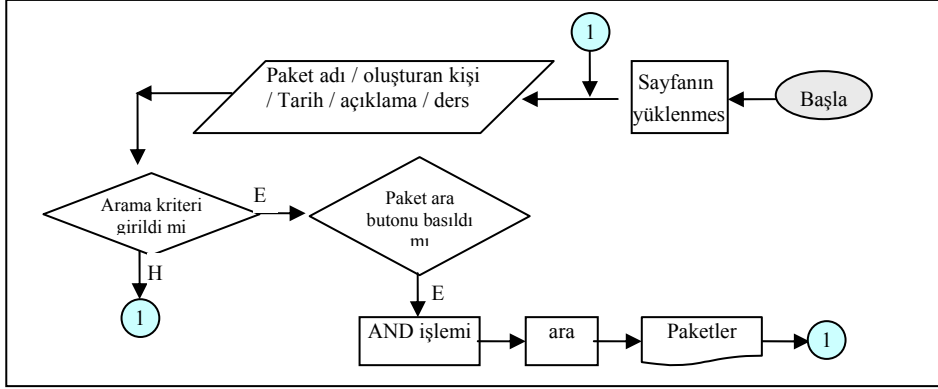 1
Paket adı / oluşturan kişi
/ Tarih / açıklama / ders
Sayfanın
yüklenmes
Başla
Arama kriteri
girildi mi
E
Paket ara
butonu basıldı
mı
H
E
1
AND işlemi
ara
Paketler
1